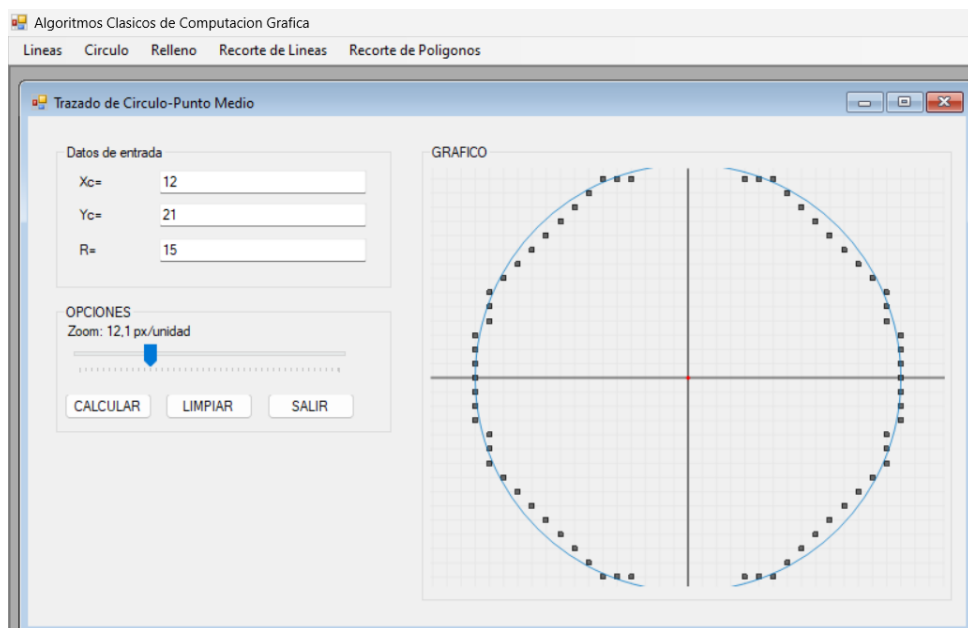 Algoritmos Clasicos de Computacion Grafica
Lineas Circulo Relleno Recorte de Lineas Recorte de Poligonos
Trazado de Circulo-Punto Medio
Datos de entrada
Xc= 12
Yc= 21
R= 15
OPCIONES
Zoom: 12,1 px/unidad
CALCULAR LIMPIAR SALIR
GRAFICO